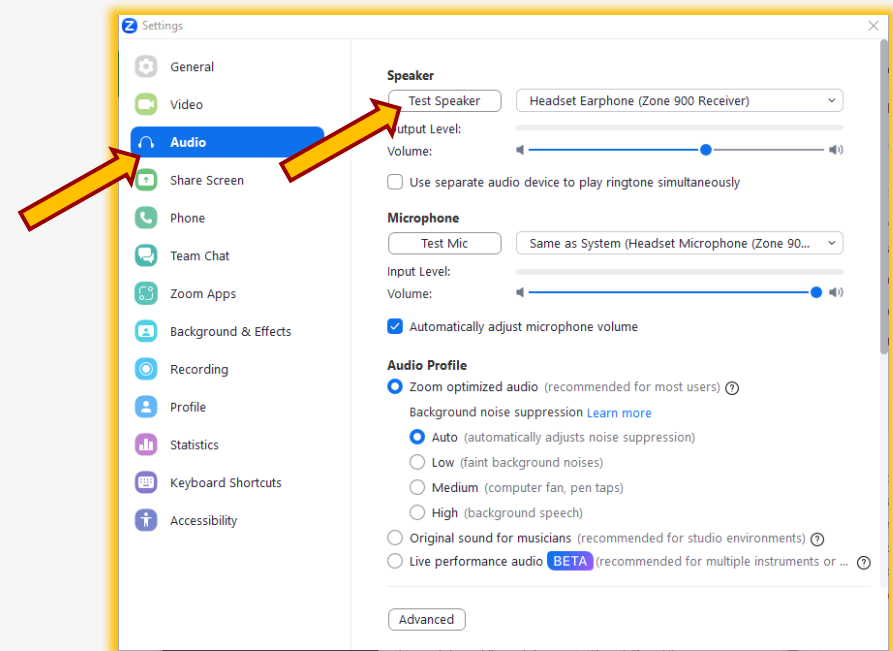 Settings
General
Video
Audio
Share Screen
Phone
Team Chat
Zoom Apps
Background & Effects
Recording
Profile
Statistics
Keyboard Shortcuts
Accessibility
Speaker
Test Speaker
Headset Earphone (Zone 900 Receiver)
Output Level:
Volume:
Use separate audio device to play ringtone simultaneously
Microphone
Test Mic
Same as System (Headset Microphone (Zone 90...
Input Level:
Volume:
Automatically adjust microphone volume
Audio Profile
Zoom optimized audio (recommended for most users)
Background noise suppression Learn more
Auto (automatically adjusts noise suppression)
Low (faint background noises)
Medium (computer fan, pen taps)
High (background speech)
Original sound for musicians (recommended for studio environments)
Live performance audio BETA (recommended for multiple instruments or ...
Advanced